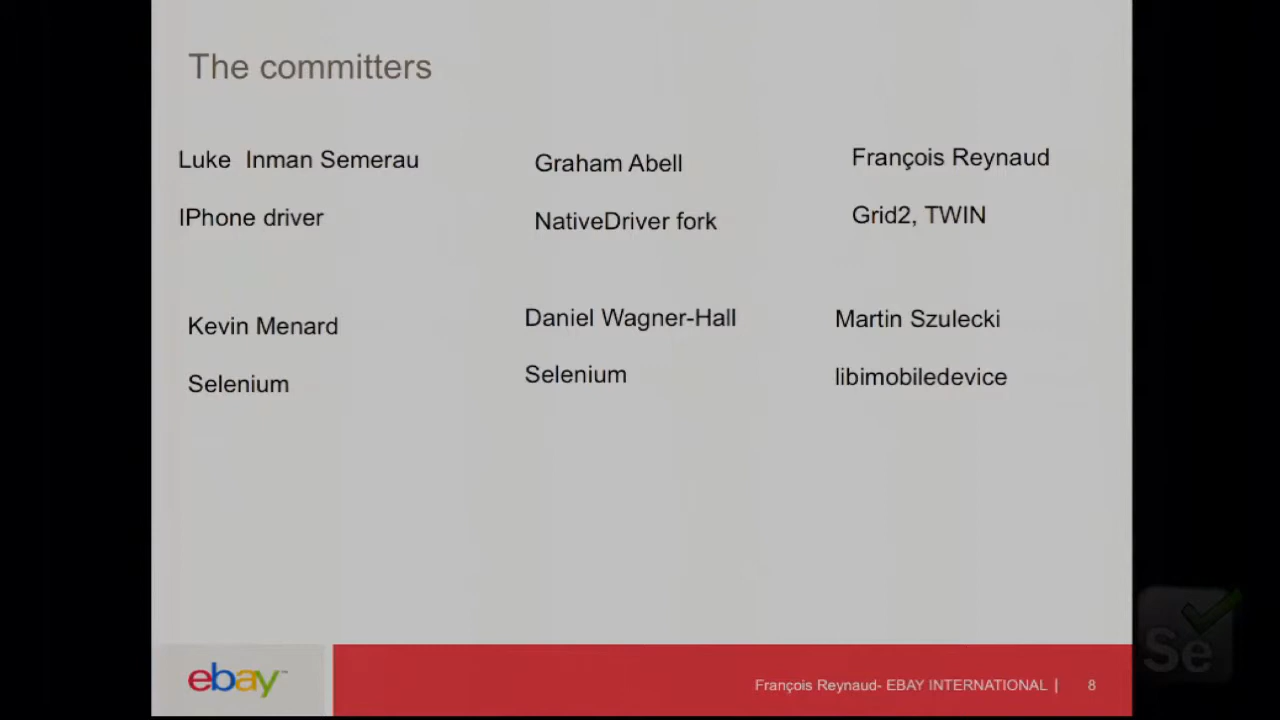 The committers
Luke Inman Semerau
IPhone driver
Graham Abell
NativeDriver fork
François Reynaud
Grid2, TWIN
Kevin Menard
Selenium
Daniel Wagner-Hall
Selenium
Martin Szulecki
libimobiledevice
ebay™
François Reynaud- EBAY INTERNATIONAL | 8
Se